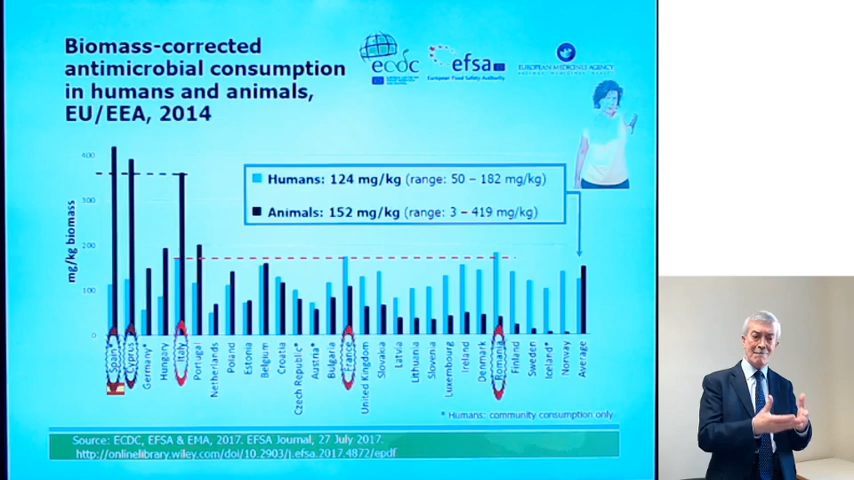 Biomass-corrected
antimicrobial consumption
in humans and animals,
EU/EEA, 2014
ecdc
efsa
European Food Safety Authority
EUROPEAN MEDICINES AGENCY
mg/kg biomass
400
300
200
100
0
Humans: 124 mg/kg (range: 50 – 182 mg/kg)
Animals: 152 mg/kg (range: 3 – 419 mg/kg)
Spain*
Cyprus
Germany*
Hungary
Italy
Portugal
Netherlands
Poland
Estonia
Belgium
Croatia
Czech Republic*
Austria*
Bulgaria
France
United Kingdom
Slovakia
Latvia
Lithuania
Slovenia
Luxembourg
Ireland
Denmark
Romania
Finland
Sweden
Iceland*
Norway
Average
* Humans: community consumption only
Source: ECDC, EFSA & EMA, 2017. EFSA Journal, 27 July 2017.
http://onlinelibrary.wiley.com/doi/10.2903/j.efsa.2017.4872/epdf